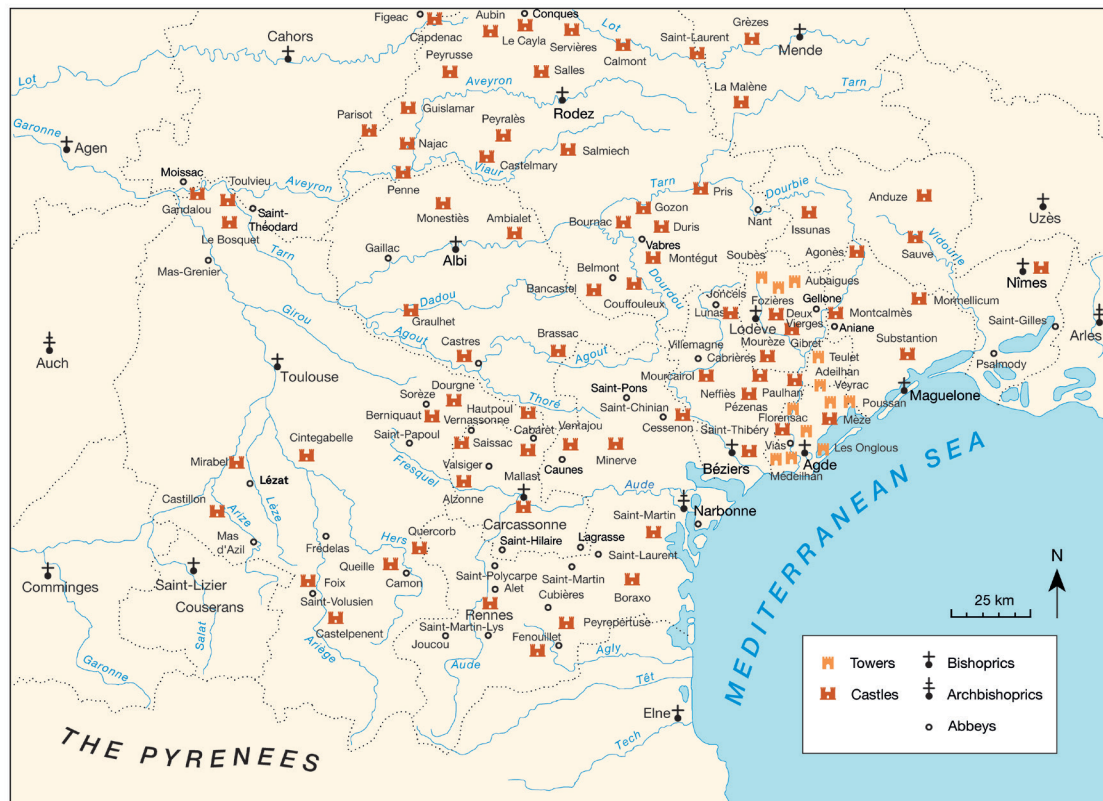 Figeac
Aubin
Conques
Lot
Grèzes
Cahors
Capdenac
Le Cayla
Servières
Saint-Laurent
Mende
Peyrusse
Calmont
Lot
Salles
Aveyron
La Malène
Tarn
Garonne
Guislamar
Rodez
Parisot
Peyralès
Agen
Najac
Salmiech
Castelmary
Viaur
Moissac
Toulvieu
Aveyron
Penne
Tarn
Pris
Dourbie
Anduze
Gandalou
Saint-
Théodard
Monestiès
Ambialet
Bournac
Gozon
Nant
Issunas
Uzès
Le Bosquet
Duris
Vidourle
Gaillac
Albi
Vabres
Soubès
Agonès
Sauve
Mas-Grenier
Tarn
Belmont
Montégut
Nîmes
Bancastel
Couffouleux
Dourdou
Aubaigues
Dadou
Joncels
Fozières
Gellone
Mormellicum
Girou
Graulhet
Lunas
Deux
Vierges
Montcalmès
Saint-Gilles
Agout
Lodève
Aniane
Arles
Auch
Castres
Brassac
Villemagne
Mourèze
Gibret
Substantion
Agout
Cabrières
Teulet
Psalmody
Toulouse
Adeilhan
Dourgne
Saint-Pons
Mourcairol
Paulhan
Veyrac
Maguelone
Sorèze
Thoré
Neffiès
Berniquaut
Hautpoul
Saint-Chinian
Pézenas
Poussan
Vernassonne
Cabaret
Ventajou
Florensac
Mèze
Cintegabelle
Saint-Papoul
Saissac
Cessenon
Saint-Thibéry
Vias
Les Onglous
Mirabel
Valsiger
Caunes
Minerve
Béziers
Agde
Fresquel
Mallast
Medeilhan
Lézat
Alzonne
Aude
Castillon
Narbonne
Arize
Lèze
Carcassonne
Quercorb
Saint-Martin
Mas
d'Azil
Frédelas
Hers
Saint-Hilaire
Lagrasse
Saint-Laurent
Queille
Comminges
Saint-Lizier
Foix
Camon
Saint-Polycarpe
Saint-Martin
Alet
Couserans
Saint-Volusien
Cubières
Boraxo
Rennes
Castelpenent
Saint-Martin-Lys
Peyrepertuse
Salat
Joucou
Fenouillet
Ariège
Aude
Agly
Garonne
Têt
Elne
Tech
THE PYRENEES
MEDITERRANEAN SEA
N
25 km
Towers
Bishoprics
Castles
Archbishoprics
Abbeys